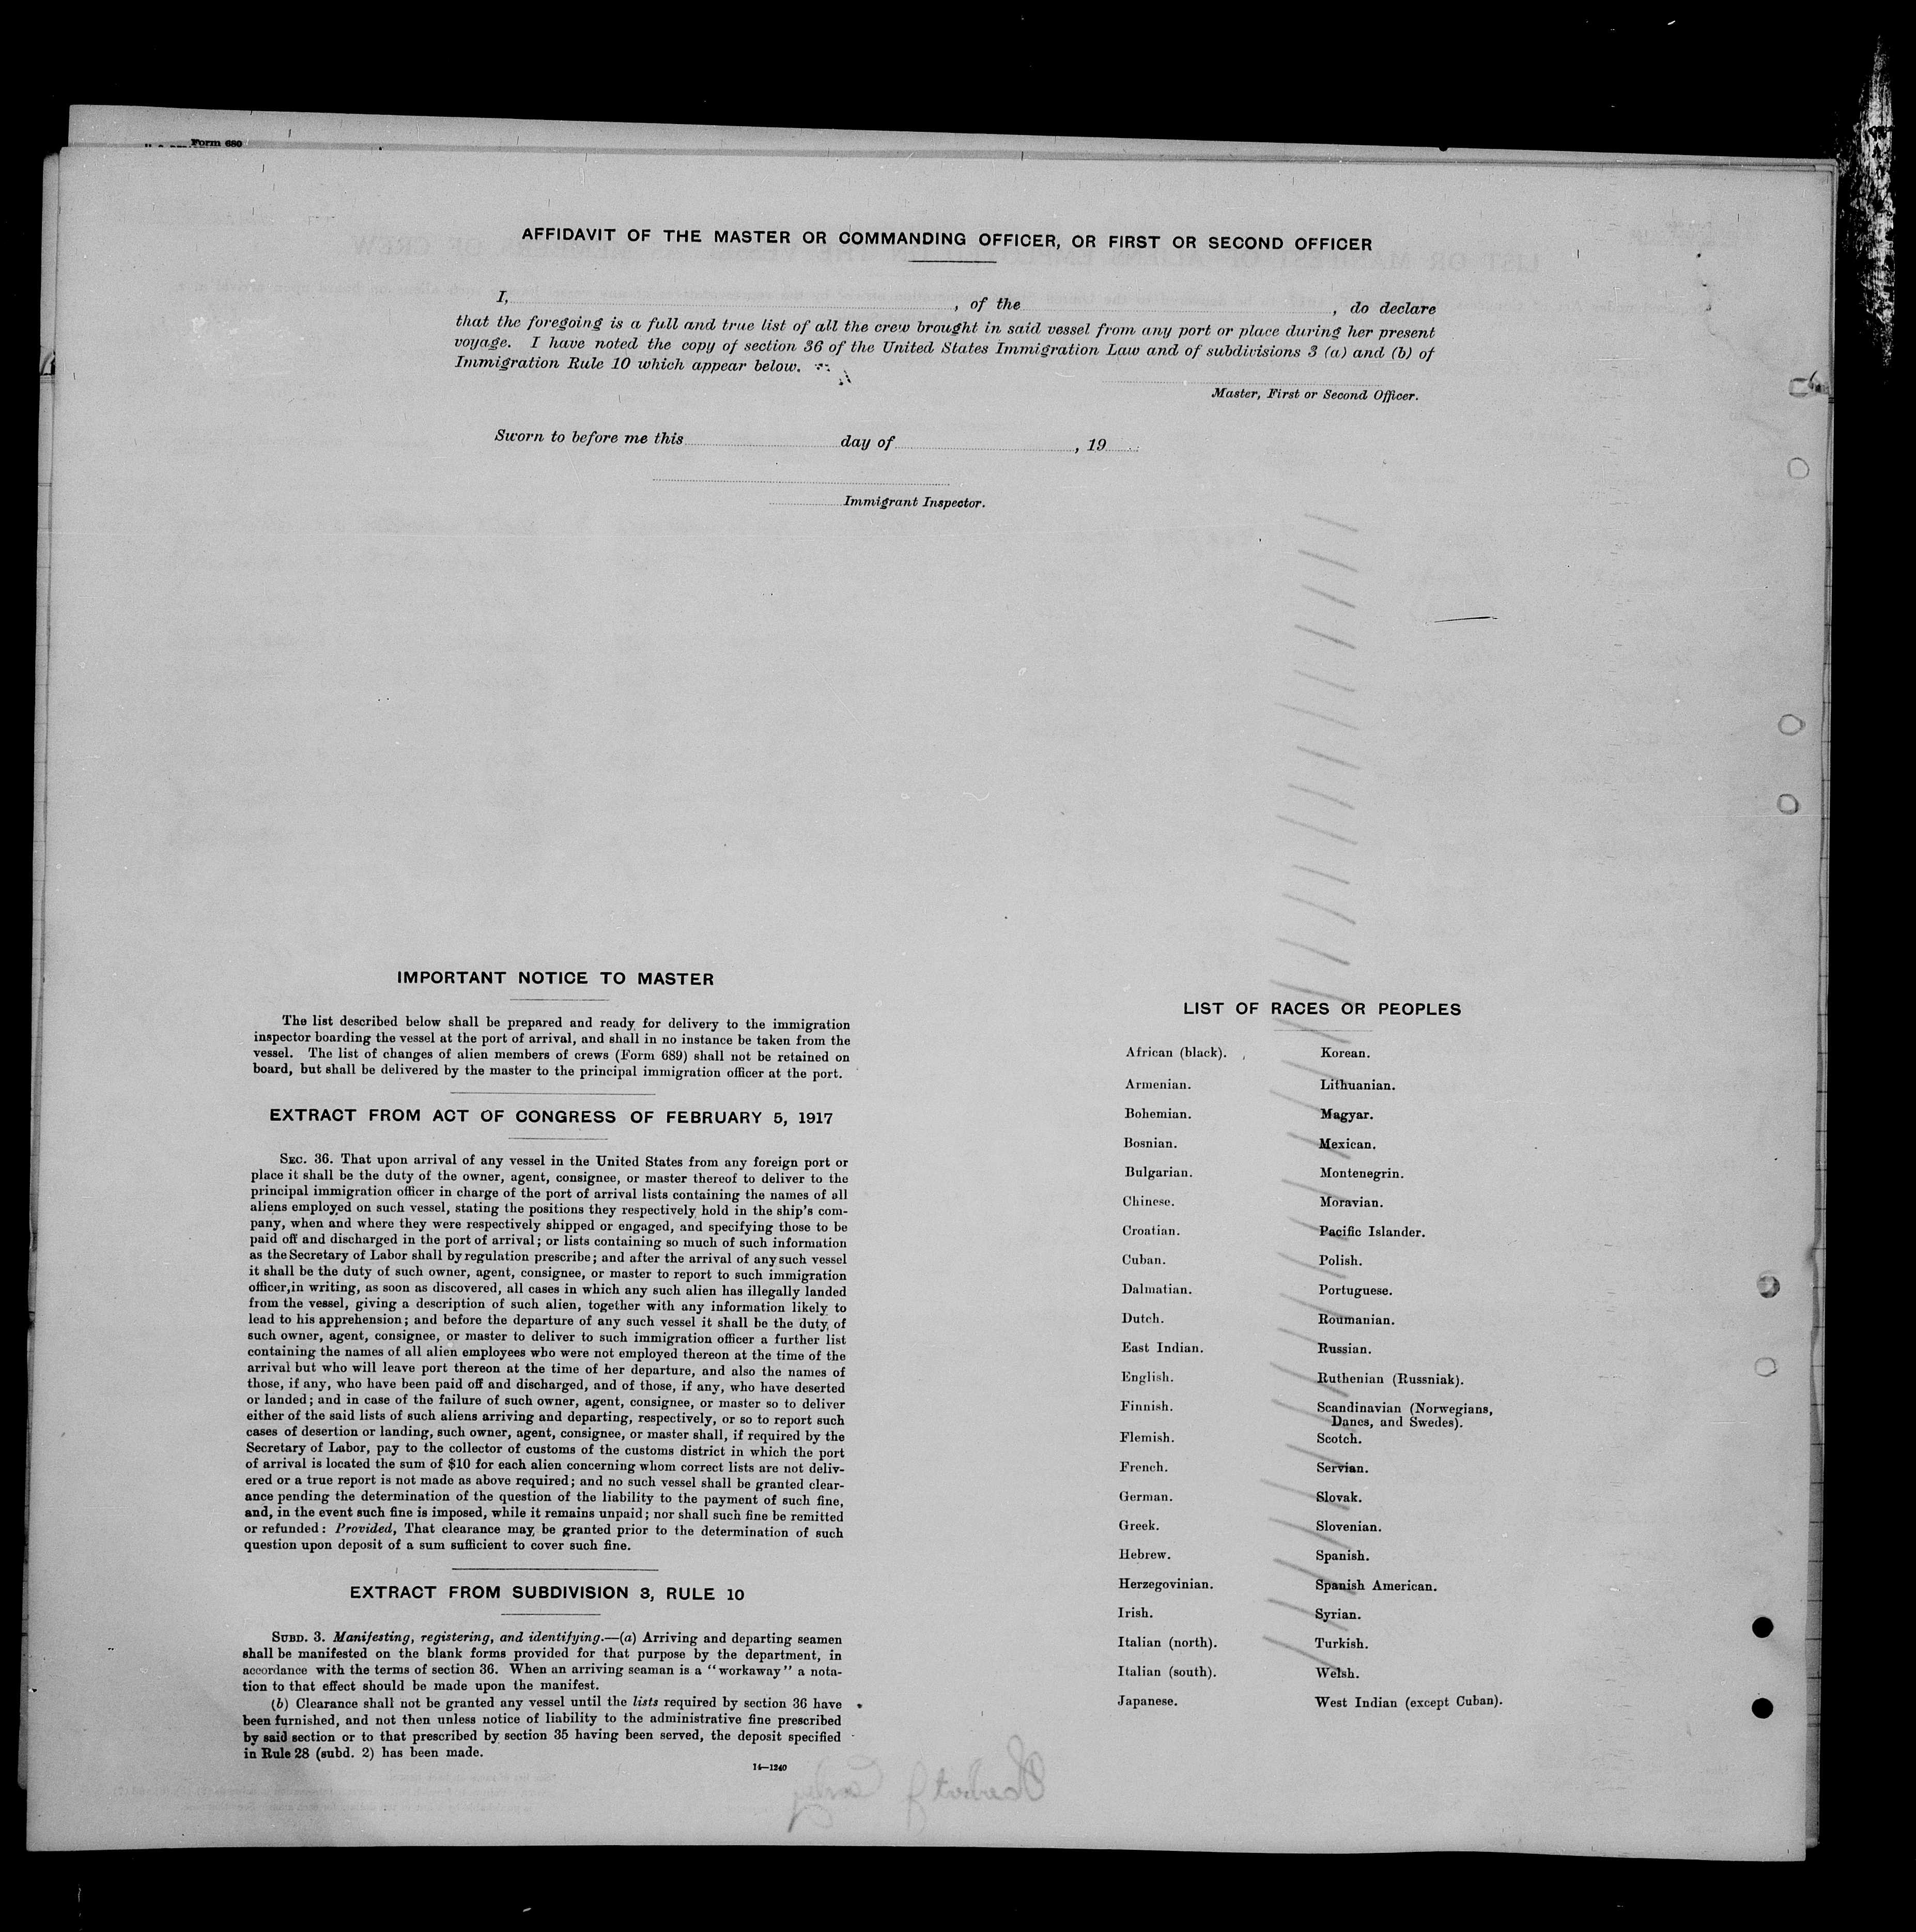 Form 680
AFFIDAVIT OF THE MASTER OR COMMANDING OFFICER, OR FIRST OR SECOND OFFICER
I, , of the , do declare
that the foregoing is a full and true list of all the crew brought in said vessel from any port or place during her present
voyage. I have noted the copy of section 36 of the United States Immigration Law and of subdivisions 3 (a) and (b) of
Immigration Rule 10 which appear below.
Master, First or Second Officer.
Sworn to before me this day of , 19
Immigrant Inspector.
IMPORTANT NOTICE TO MASTER
The list described below shall be prepared and ready for delivery to the immigration
inspector boarding the vessel at the port of arrival, and shall in no instance be taken from the
vessel. The list of changes of alien members of crews (Form 689) shall not be retained on
board, but shall be delivered by the master to the principal immigration officer at the port.
EXTRACT FROM ACT OF CONGRESS OF FEBRUARY 5, 1917
SEC. 36. That upon arrival of any vessel in the United States from any foreign port or
place it shall be the duty of the owner, agent, consignee, or master thereof to deliver to the
principal immigration officer in charge of the port of arrival lists containing the names of all
aliens employed on such vessel, stating the positions they respectively hold in the ship's com-
pany, when and where they were respectively shipped or engaged, and specifying those to be
paid off and discharged in the port of arrival; or lists containing so much of such information
as the Secretary of Labor shall by regulation prescribe; and after the arrival of any such vessel
it shall be the duty of such owner, agent, consignee, or master to report to such immigration
officer, in writing, as soon as discovered, all cases in which any such alien has illegally landed
from the vessel, giving a description of such alien, together with any information likely to
lead to his apprehension; and before the departure of any such vessel it shall be the duty of
such owner, agent, consignee, or master to deliver to such immigration officer a further list
containing the names of all alien employees who were not employed thereon at the time of the
arrival but who will leave port thereon at the time of her departure, and also the names of
those, if any, who have been paid off and discharged, and of those, if any, who have deserted
or landed; and in case of the failure of such owner, agent, consignee, or master so to deliver
either of the said lists of such aliens arriving and departing, respectively, or so to report such
cases of desertion or landing, such owner, agent, consignee, or master shall, if required by the
Secretary of Labor, pay to the collector of customs of the customs district in which the port
of arrival is located the sum of $10 for each alien concerning whom correct lists are not deliv-
ered or a true report is not made as above required; and no such vessel shall be granted clear-
ance pending the determination of the question of the liability to the payment of such fine,
and, in the event such fine is imposed, while it remains unpaid; nor shall such fine be remitted
or refunded: Provided, That clearance may be granted prior to the determination of such
question upon deposit of a sum sufficient to cover such fine.
EXTRACT FROM SUBDIVISION 3, RULE 10
SUBD. 3. Manifesting, registering, and identifying.—(a) Arriving and departing seamen
shall be manifested on the blank forms provided for that purpose by the department, in
accordance with the terms of section 36. When an arriving seaman is a "workaway" a nota-
tion to that effect should be made upon the manifest.
(b) Clearance shall not be granted any vessel until the lists required by section 36 have
been furnished, and not then unless notice of liability to the administrative fine prescribed
by said section or to that prescribed by section 35 having been served, the deposit specified
in Rule 28 (subd. 2) has been made.
14—1240
LIST OF RACES OR PEOPLES
African (black).
Armenian.
Bohemian.
Bosnian.
Bulgarian.
Chinese.
Croatian.
Cuban.
Dalmatian.
Dutch.
East Indian.
English.
Finnish.
Flemish.
French.
German.
Greek.
Hebrew.
Herzegovinian.
Irish.
Italian (north).
Italian (south).
Japanese.
Korean.
Lithuanian.
Magyar.
Mexican.
Montenegrin.
Moravian.
Pacific Islander.
Polish.
Portuguese.
Roumanian.
Russian.
Ruthenian (Russniak).
Scandinavian (Norwegians,
Danes, and Swedes).
Scotch.
Servian.
Slovak.
Slovenian.
Spanish.
Spanish American.
Syrian.
Turkish.
Welsh.
West Indian (except Cuban).